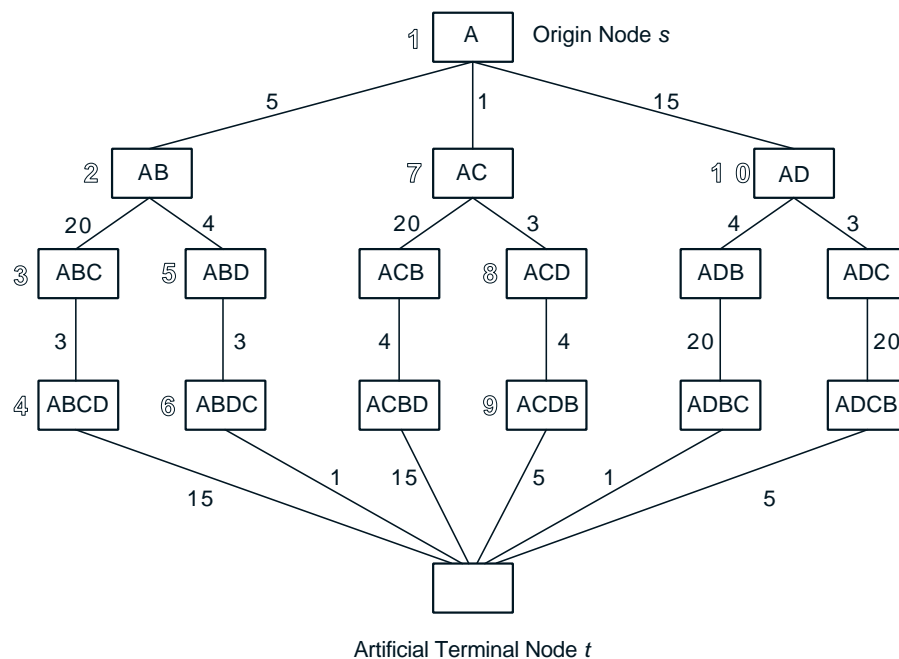 1 A Origin Node s
5 1 15
2 AB 7 AC 1 0 AD
20 4 20 3 4 3
3 ABC 5 ABD ACB 8 ACD ADB ADC
3 3 4 4 20 20
4 ABCD 6 ABDC ACBD 9 ACDB ADBC ADCB
15 1 15 5 1 5
Artificial Terminal Node t